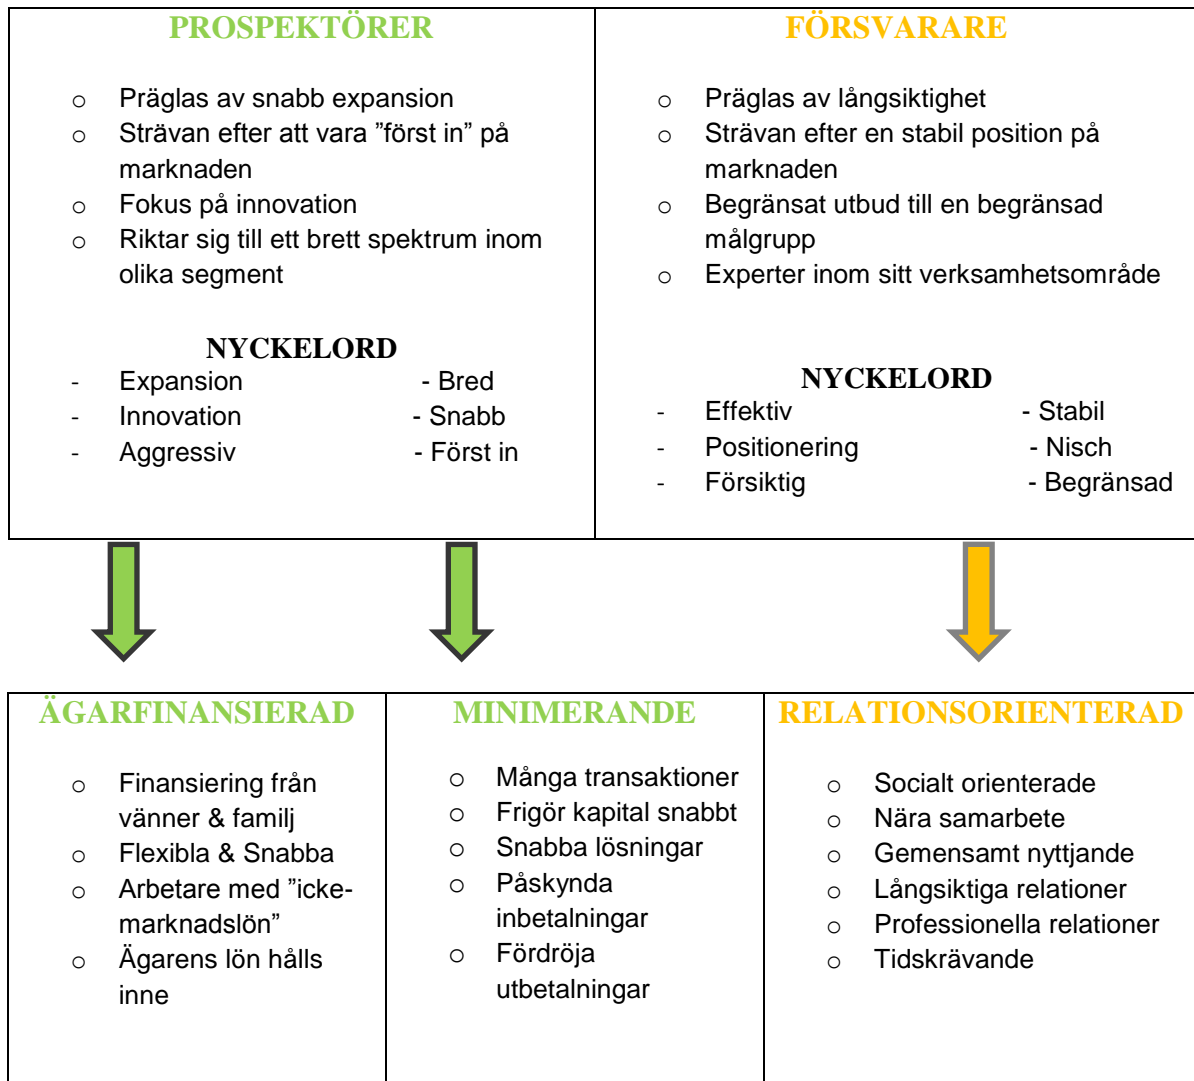 PROSPEKTÖRER
o Präglas av snabb expansion
o Strävan efter att vara ”först in” på
marknaden
o Fokus på innovation
o Riktar sig till ett brett spektrum inom
olika segment
NYCKELORD
- Expansion - Bred
- Innovation - Snabb
- Aggressiv - Först in
FÖRSVARARE
o Präglas av långsiktighet
o Strävan efter en stabil position på
marknaden
o Begränsat utbud till en begränsad
målgrupp
o Experter inom sitt verksamhetsområde
NYCKELORD
- Effektiv - Stabil
- Positionering - Nisch
- Försiktig - Begränsad
ÄGARFINANSIERAD
o Finansiering från
vänner & familj
o Flexibla & Snabba
o Arbetare med ”icke-
marknadslön”
o Ägarens lön hålls
inne
MINIMERANDE
o Många transaktioner
o Frigör kapital snabbt
o Snabba lösningar
o Påskynda
inbetalningar
o Fördröja
utbetalningar
RELATIONSORIENTERAD
o Socialt orienterade
o Nära samarbete
o Gemensamt nyttjande
o Långsiktiga relationer
o Professionella relationer
o Tidskrävande